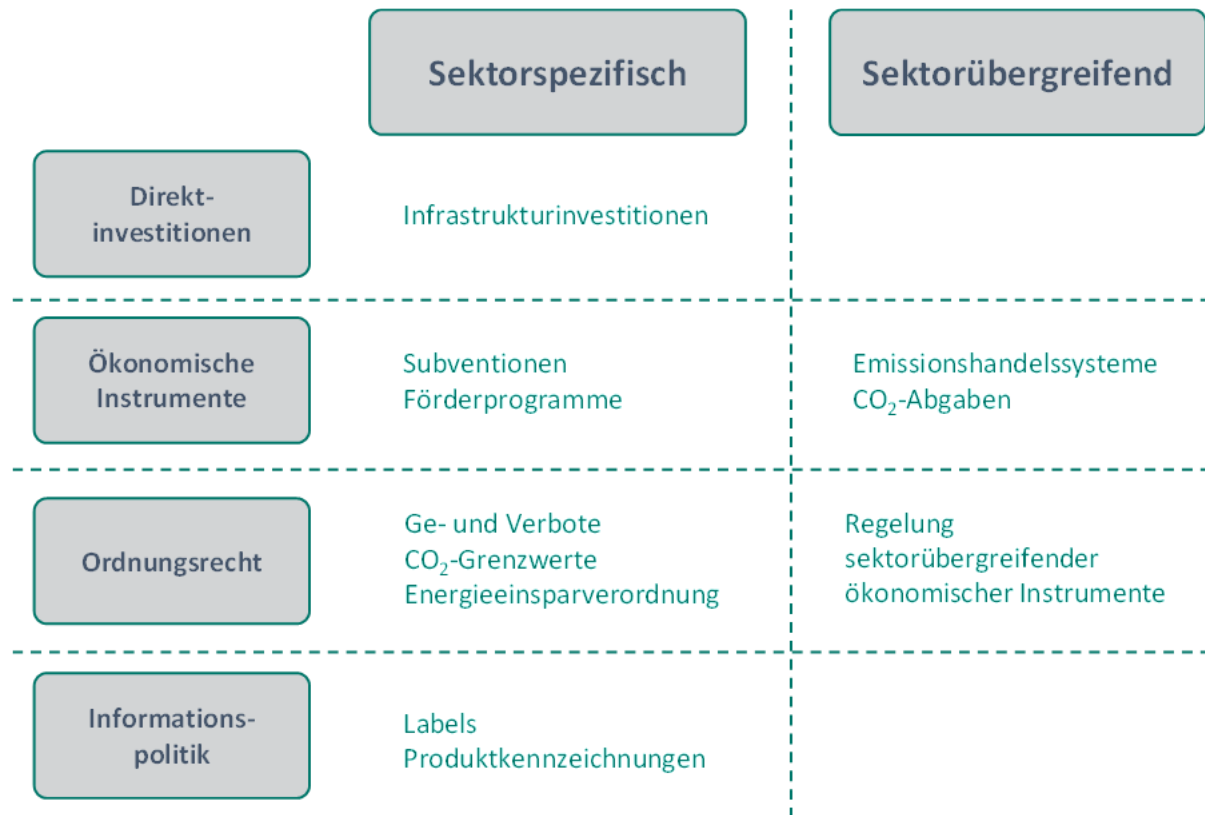 Sektorspezifisch
Sektorübergreifend
Direkt-
investitionen
Infrastrukturinvestitionen
Ökonomische
Instrumente
Subventionen
Förderprogramme
Emissionshandelssysteme
CO₂-Abgaben
Ordnungsrecht
Ge- und Verbote
CO₂-Grenzwerte
Energieeinsparverordnung
Regelung
sektorübergreifender
ökonomischer Instrumente
Informations-
politik
Labels
Produktkennzeichnungen